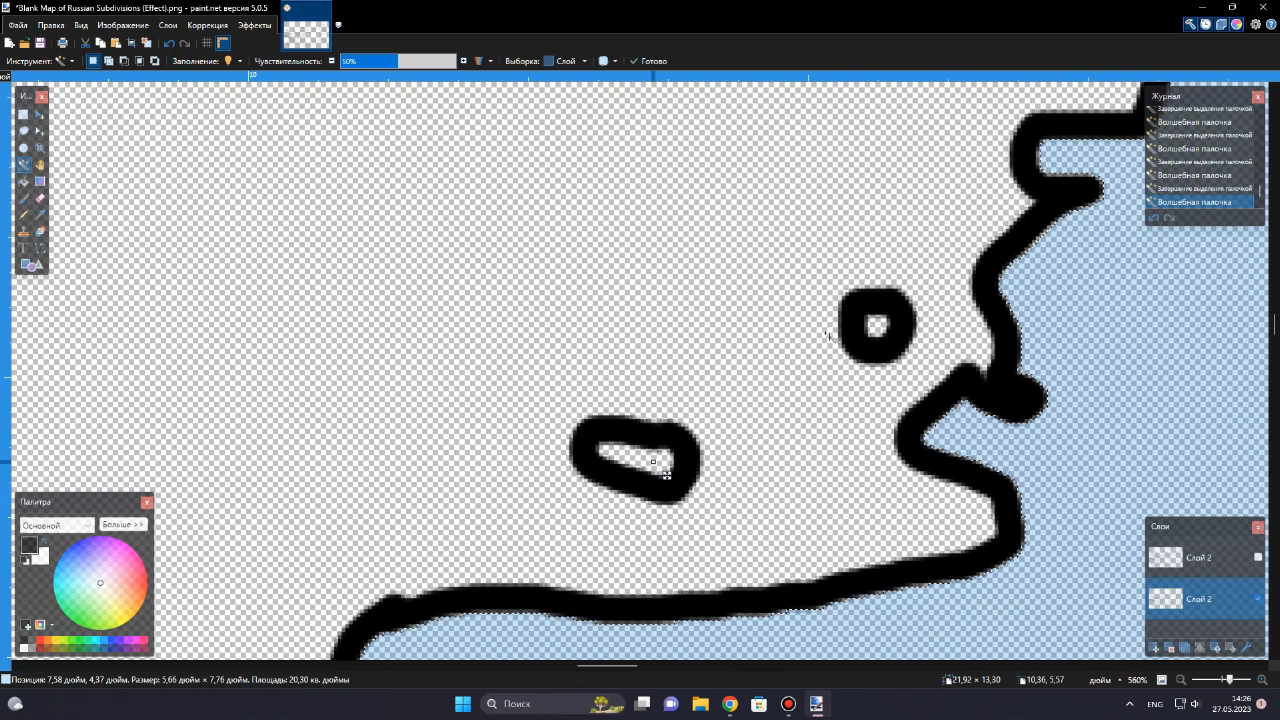 *Blank Map of Russian Subdivisions (Effect).png - paint.net версия 5.0.5
Файл Правка Вид Изображение Слои Коррекция Эффекты
Инструмент: Заполнение: Чувствительность: 50% Выборка: Слой Готово
10
И...
Журнал
Завершение выделения палочкой
Волшебная палочка
Завершение выделения палочкой
Волшебная палочка
Завершение выделения палочкой
Волшебная палочка
Завершение выделения палочкой
Волшебная палочка
Палитра
Основной Больше >>
Слои
Слой 2
Слой 2
Позиция: 7,58 дюйм, 4,37 дюйм. Размер: 5,66 дюйм × 7,76 дюйм. Площадь: 20,30 кв. дюймы
21,92 × 13,30 10,36, 5,57 дюйм 560%
Поиск
14:26
27.05.2023